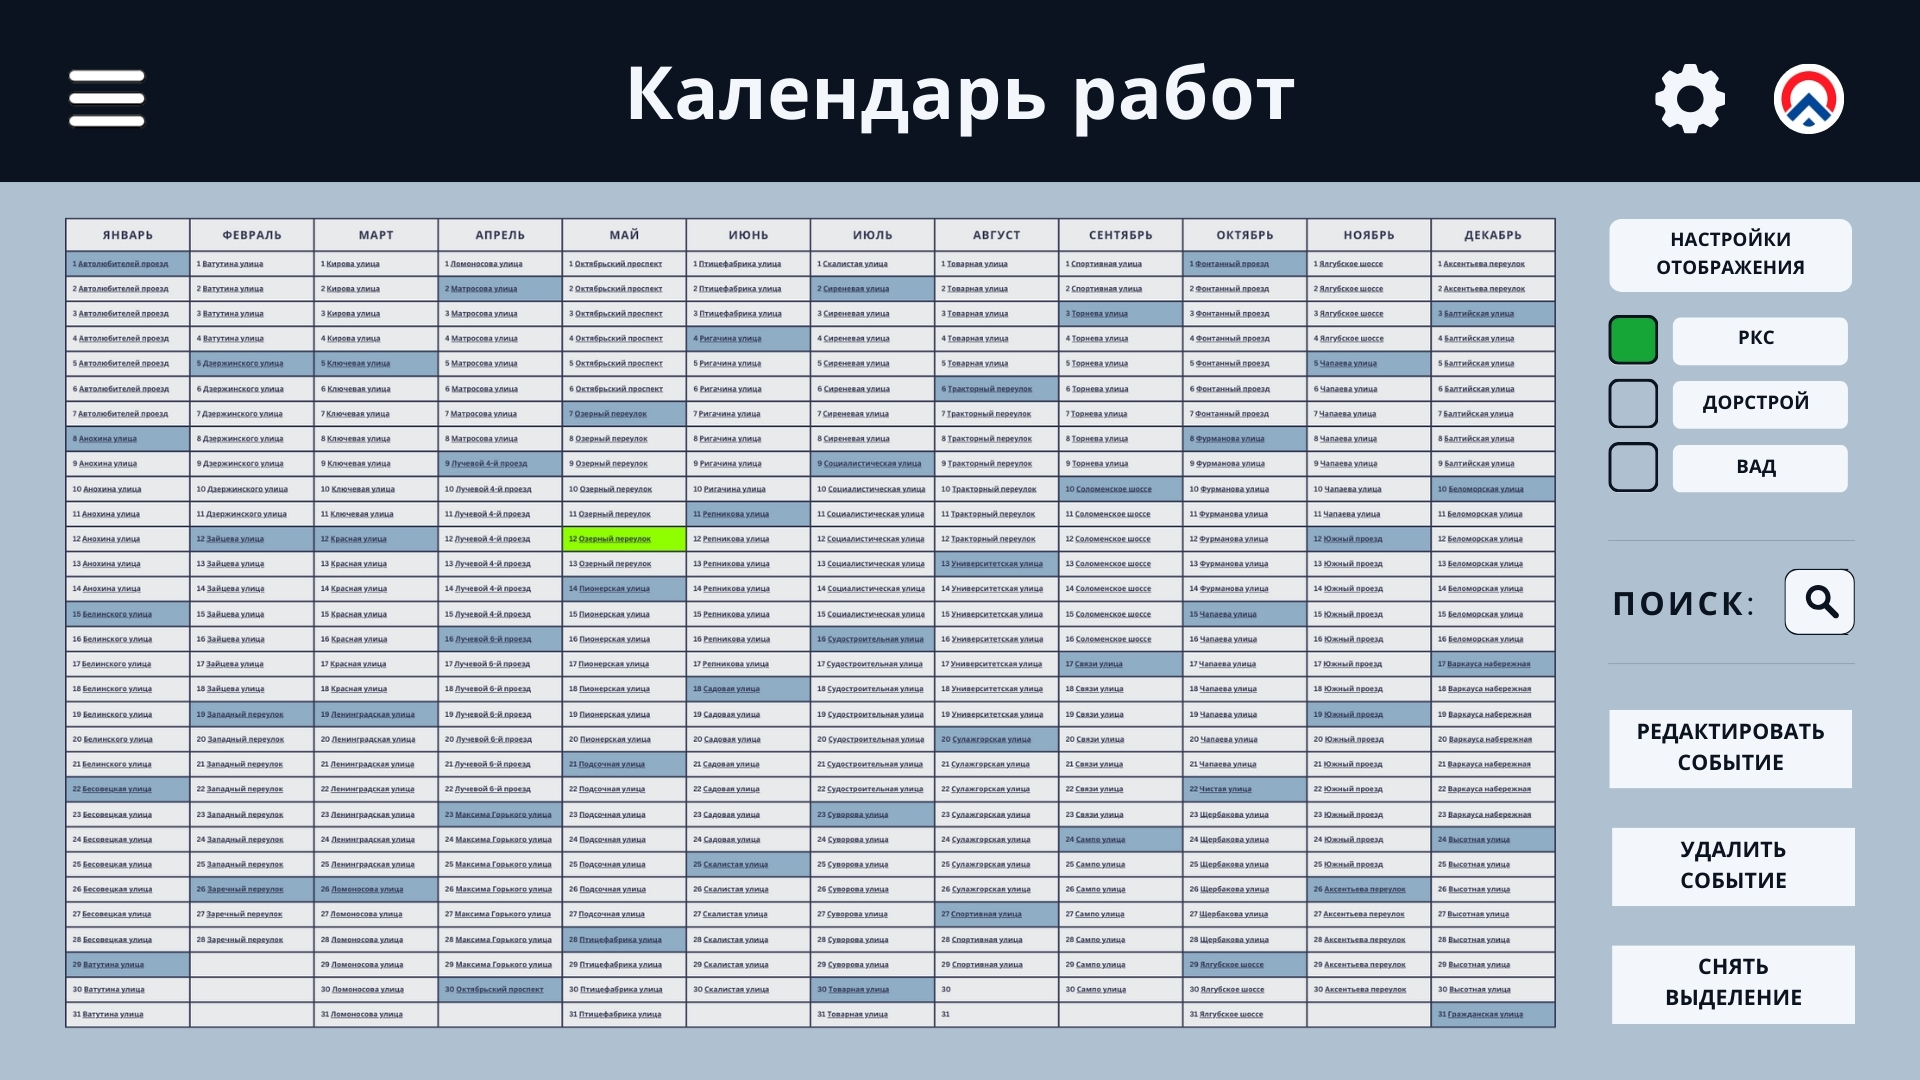 Календарь работ
ЯНВАРЬ ФЕВРАЛЬ МАРТ АПРЕЛЬ МАЙ ИЮНЬ ИЮЛЬ АВГУСТ СЕНТЯБРЬ ОКТЯБРЬ НОЯБРЬ ДЕКАБРЬ
1 Автолюбителей проезд 1 Ватутина улица 1 Кирова улица 1 Ломоносова улица 1 Октябрьский проспект 1 Птицефабрика улица 1 Скалистая улица 1 Товарная улица 1 Спортивная улица 1 Фонтанный проезд 1 Ялгубское шоссе 1 Аксентьева переулок
2 Автолюбителей проезд 2 Ватутина улица 2 Кирова улица 2 Матросова улица 2 Октябрьский проспект 2 Птицефабрика улица 2 Сиреневая улица 2 Товарная улица 2 Спортивная улица 2 Фонтанный проезд 2 Ялгубское шоссе 2 Аксентьева переулок
3 Автолюбителей проезд 3 Ватутина улица 3 Кирова улица 3 Матросова улица 3 Октябрьский проспект 3 Птицефабрика улица 3 Сиреневая улица 3 Товарная улица 3 Торнева улица 3 Фонтанный проезд 3 Ялгубское шоссе 3 Балтийская улица
4 Автолюбителей проезд 4 Ватутина улица 4 Кирова улица 4 Матросова улица 4 Октябрьский проспект 4 Ригачина улица 4 Сиреневая улица 4 Товарная улица 4 Торнева улица 4 Фонтанный проезд 4 Ялгубское шоссе 4 Балтийская улица
5 Автолюбителей проезд 5 Дзержинского улица 5 Ключевая улица 5 Матросова улица 5 Октябрьский проспект 5 Ригачина улица 5 Сиреневая улица 5 Товарная улица 5 Торнева улица 5 Фонтанный проезд 5 Чапаева улица 5 Балтийская улица
6 Автолюбителей проезд 6 Дзержинского улица 6 Ключевая улица 6 Матросова улица 6 Октябрьский проспект 6 Ригачина улица 6 Сиреневая улица 6 Тракторный переулок 6 Торнева улица 6 Фонтанный проезд 6 Чапаева улица 6 Балтийская улица
7 Автолюбителей проезд 7 Дзержинского улица 7 Ключевая улица 7 Матросова улица 7 Озерный переулок 7 Ригачина улица 7 Сиреневая улица 7 Тракторный переулок 7 Торнева улица 7 Фонтанный проезд 7 Чапаева улица 7 Балтийская улица
8 Анохина улица 8 Дзержинского улица 8 Ключевая улица 8 Матросова улица 8 Озерный переулок 8 Ригачина улица 8 Сиреневая улица 8 Тракторный переулок 8 Торнева улица 8 Фурманова улица 8 Чапаева улица 8 Балтийская улица
9 Анохина улица 9 Дзержинского улица 9 Ключевая улица 9 Лучевой 4-й проезд 9 Озерный переулок 9 Ригачина улица 9 Социалистическая улица 9 Тракторный переулок 9 Торнева улица 9 Фурманова улица 9 Чапаева улица 9 Балтийская улица
10 Анохина улица 10 Дзержинского улица 10 Ключевая улица 10 Лучевой 4-й проезд 10 Озерный переулок 10 Ригачина улица 10 Социалистическая улица 10 Тракторный переулок 10 Соломенское шоссе 10 Фурманова улица 10 Чапаева улица 10 Беломорская улица
11 Анохина улица 11 Дзержинского улица 11 Ключевая улица 11 Лучевой 4-й проезд 11 Озерный переулок 11 Репникова улица 11 Социалистическая улица 11 Тракторный переулок 11 Соломенское шоссе 11 Фурманова улица 11 Чапаева улица 11 Беломорская улица
12 Анохина улица 12 Зайцева улица 12 Красная улица 12 Лучевой 4-й проезд 12 Озерный переулок 12 Репникова улица 12 Социалистическая улица 12 Тракторный переулок 12 Соломенское шоссе 12 Фурманова улица 12 Южный проезд 12 Беломорская улица
13 Анохина улица 13 Зайцева улица 13 Красная улица 13 Лучевой 4-й проезд 13 Озерный переулок 13 Репникова улица 13 Социалистическая улица 13 Университетская улица 13 Соломенское шоссе 13 Фурманова улица 13 Южный проезд 13 Беломорская улица
14 Анохина улица 14 Зайцева улица 14 Красная улица 14 Лучевой 4-й проезд 14 Пионерская улица 14 Репникова улица 14 Социалистическая улица 14 Университетская улица 14 Соломенское шоссе 14 Фурманова улица 14 Южный проезд 14 Беломорская улица
15 Белинского улица 15 Зайцева улица 15 Красная улица 15 Лучевой 4-й проезд 15 Пионерская улица 15 Репникова улица 15 Социалистическая улица 15 Университетская улица 15 Соломенское шоссе 15 Чапаева улица 15 Южный проезд 15 Беломорская улица
16 Белинского улица 16 Зайцева улица 16 Красная улица 16 Лучевой 6-й проезд 16 Пионерская улица 16 Репникова улица 16 Судостроительная улица 16 Университетская улица 16 Соломенское шоссе 16 Чапаева улица 16 Южный проезд 16 Беломорская улица
17 Белинского улица 17 Зайцева улица 17 Красная улица 17 Лучевой 6-й проезд 17 Пионерская улица 17 Репникова улица 17 Судостроительная улица 17 Университетская улица 17 Связи улица 17 Чапаева улица 17 Южный проезд 17 Варкауса набережная
18 Белинского улица 18 Зайцева улица 18 Красная улица 18 Лучевой 6-й проезд 18 Пионерская улица 18 Садовая улица 18 Судостроительная улица 18 Университетская улица 18 Связи улица 18 Чапаева улица 18 Южный проезд 18 Варкауса набережная
19 Белинского улица 19 Западный переулок 19 Ленинградская улица 19 Лучевой 6-й проезд 19 Пионерская улица 19 Садовая улица 19 Судостроительная улица 19 Университетская улица 19 Связи улица 19 Чапаева улица 19 Южный проезд 19 Варкауса набережная
20 Белинского улица 20 Западный переулок 20 Ленинградская улица 20 Лучевой 6-й проезд 20 Пионерская улица 20 Садовая улица 20 Судостроительная улица 20 Сулажгорская улица 20 Связи улица 20 Чапаева улица 20 Южный проезд 20 Варкауса набережная
21 Белинского улица 21 Западный переулок 21 Ленинградская улица 21 Лучевой 6-й проезд 21 Подсочная улица 21 Садовая улица 21 Судостроительная улица 21 Сулажгорская улица 21 Связи улица 21 Чапаева улица 21 Южный проезд 21 Варкауса набережная
22 Бесовецкая улица 22 Западный переулок 22 Ленинградская улица 22 Лучевой 6-й проезд 22 Подсочная улица 22 Садовая улица 22 Судостроительная улица 22 Сулажгорская улица 22 Связи улица 22 Чистая улица 22 Южный проезд 22 Варкауса набережная
23 Бесовецкая улица 23 Западный переулок 23 Ленинградская улица 23 Максима Горького улица 23 Подсочная улица 23 Садовая улица 23 Суворова улица 23 Сулажгорская улица 23 Связи улица 23 Щербакова улица 23 Южный проезд 23 Варкауса набережная
24 Бесовецкая улица 24 Западный переулок 24 Ленинградская улица 24 Максима Горького улица 24 Подсочная улица 24 Садовая улица 24 Суворова улица 24 Сулажгорская улица 24 Сампо улица 24 Щербакова улица 24 Южный проезд 24 Высотная улица
25 Бесовецкая улица 25 Западный переулок 25 Ленинградская улица 25 Максима Горького улица 25 Подсочная улица 25 Скалистая улица 25 Суворова улица 25 Сулажгорская улица 25 Сампо улица 25 Щербакова улица 25 Южный проезд 25 Высотная улица
26 Бесовецкая улица 26 Заречный переулок 26 Ломоносова улица 26 Максима Горького улица 26 Подсочная улица 26 Скалистая улица 26 Суворова улица 26 Сулажгорская улица 26 Сампо улица 26 Щербакова улица 26 Аксентьева переулок 26 Высотная улица
27 Бесовецкая улица 27 Заречный переулок 27 Ломоносова улица 27 Максима Горького улица 27 Подсочная улица 27 Скалистая улица 27 Суворова улица 27 Спортивная улица 27 Сампо улица 27 Щербакова улица 27 Аксентьева переулок 27 Высотная улица
28 Бесовецкая улица 28 Заречный переулок 28 Ломоносова улица 28 Максима Горького улица 28 Птицефабрика улица 28 Скалистая улица 28 Суворова улица 28 Спортивная улица 28 Сампо улица 28 Щербакова улица 28 Аксентьева переулок 28 Высотная улица
29 Ватутина улица 29 Ломоносова улица 29 Максима Горького улица 29 Птицефабрика улица 29 Скалистая улица 29 Суворова улица 29 Спортивная улица 29 Сампо улица 29 Ялгубское шоссе 29 Аксентьева переулок 29 Высотная улица
30 Ватутина улица 30 Ломоносова улица 30 Октябрьский проспект 30 Птицефабрика улица 30 Скалистая улица 30 Товарная улица 30 30 Сампо улица 30 Ялгубское шоссе 30 Аксентьева переулок 30 Высотная улица
31 Ватутина улица 31 Ломоносова улица 31 Птицефабрика улица 31 Товарная улица 31 31 Ялгубское шоссе 31 Гражданская улица
НАСТРОЙКИ
ОТОБРАЖЕНИЯ
РКС
ДОРСТРОЙ
ВАД
ПОИСК:
РЕДАКТИРОВАТЬ
СОБЫТИЕ
УДАЛИТЬ
СОБЫТИЕ
СНЯТЬ
ВЫДЕЛЕНИЕ